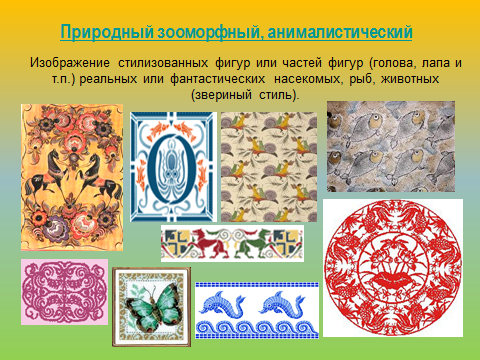 Природный зооморфный, анималистический
Изображение стилизованных фигур или частей фигур (голова, лапа и
т.п.) реальных или фантастических насекомых, рыб, животных
(звериный стиль).